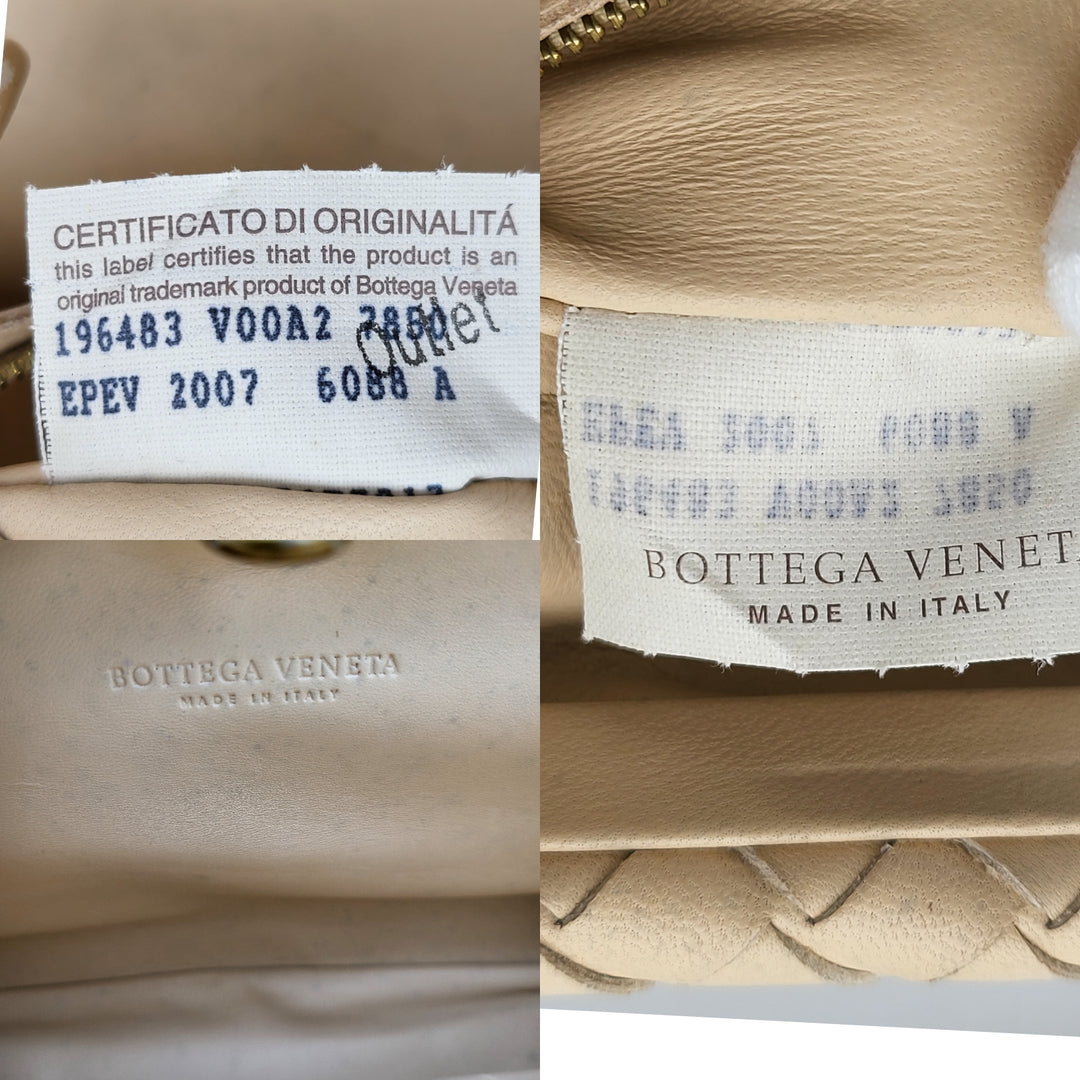 CERTIFICATO DI ORIGINALITÁ
this label certifies that the product is an
original trademark product of Bottega Veneta
196483 V00A2 2850
Outlet
EPEV 2007 6088 A
BOTTEGA VENET
MADE IN ITALY
BOTTEGA VENETA
MADE IN ITALY